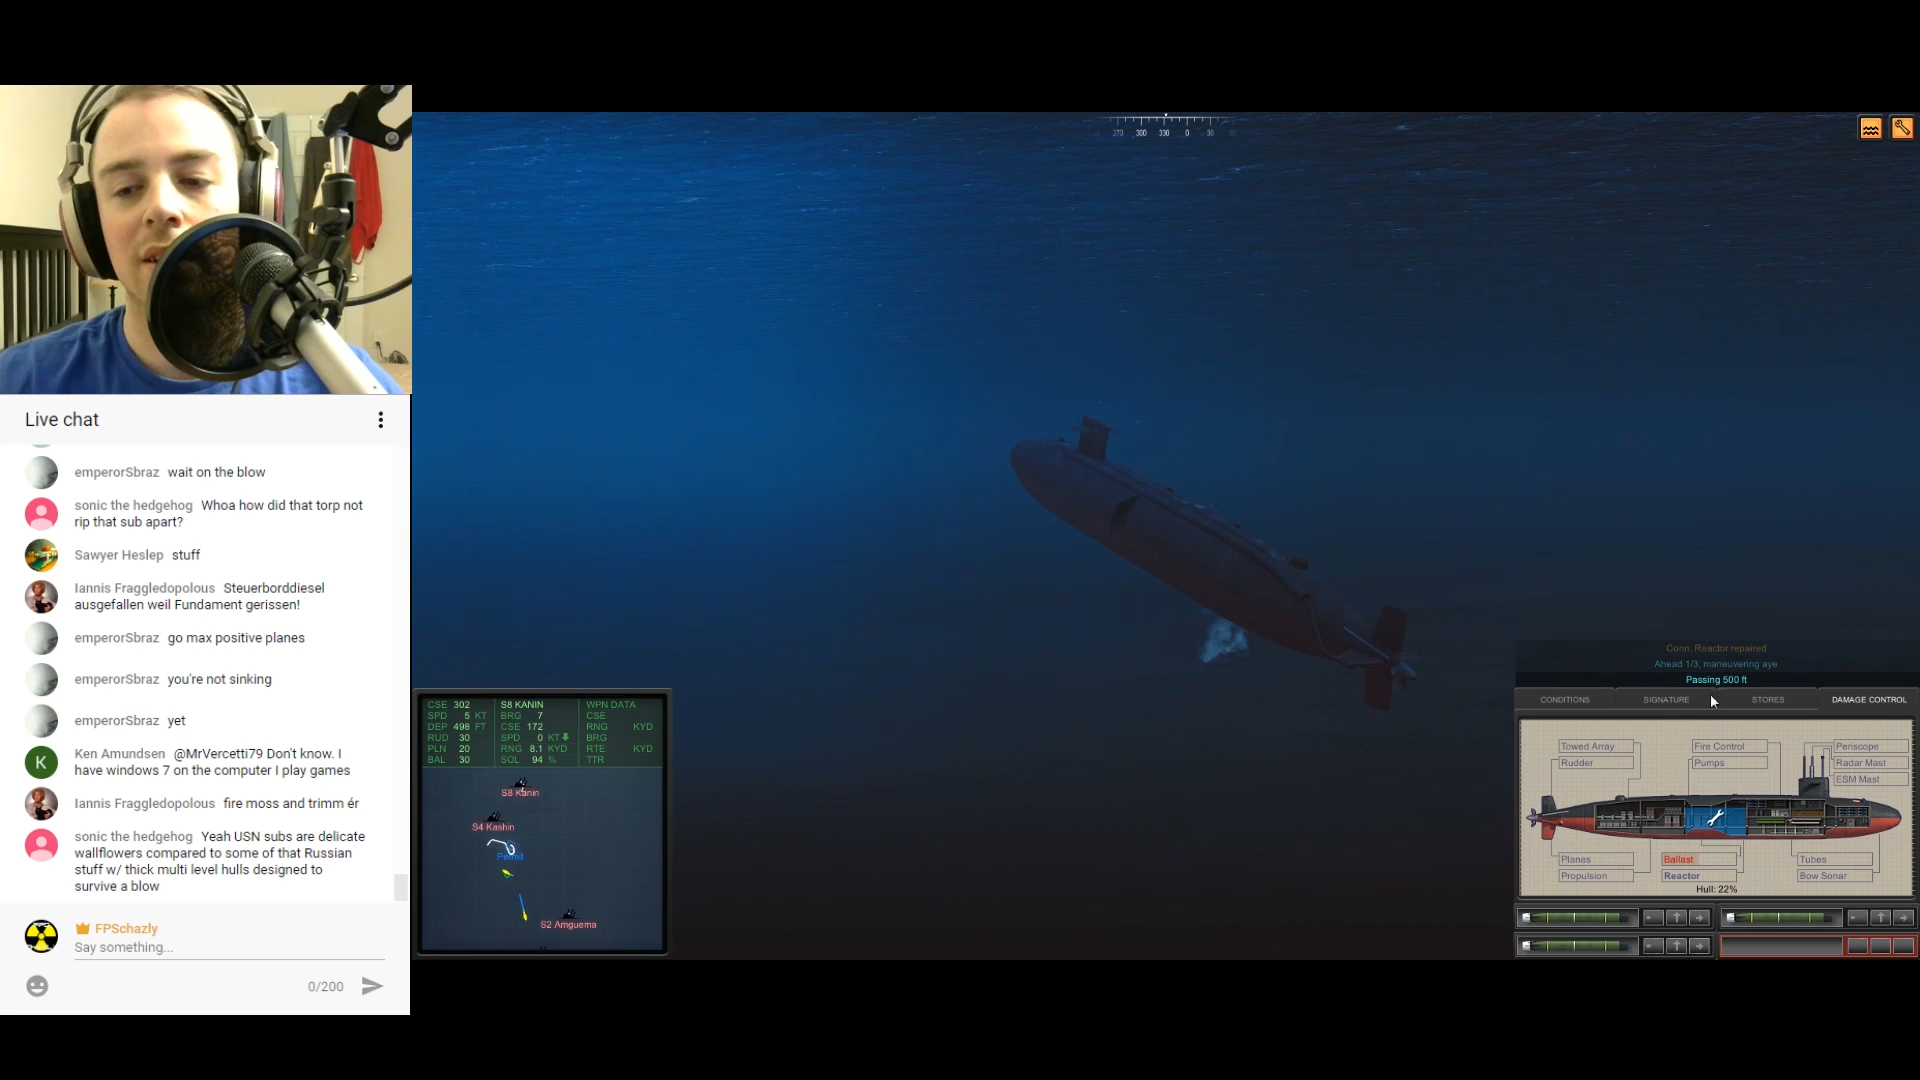 270 300 330 0 30
Live chat
emperorSbraz wait on the blow
sonic the hedgehog Whoa how did that torp not
rip that sub apart?
Sawyer Heslep stuff
Iannis Fraggledopolous Steuerborddiesel
ausgefallen weil Fundament gerissen!
emperorSbraz go max positive planes
emperorSbraz you're not sinking
emperorSbraz yet
K Ken Amundsen @MrVercetti79 Don't know. I
have windows 7 on the computer I play games
Iannis Fraggledopolous fire moss and trimm ér
sonic the hedgehog Yeah USN subs are delicate
wallflowers compared to some of that Russian
stuff w/ thick multi level hulls designed to
survive a blow
FPSchazly
Say something...
0/200
CSE 302 S8 KANIN WPN DATA
SPD 5 KT BRG 7 CSE
DEP 498 FT CSE 172 RNG KYD
RUD 30 SPD 0 KT BRG
PLN 20 RNG 8.1 KYD RTE KYD
BAL 30 SOL 94 % TTR
S8 Kanin
S4 Kashin
Permit
S2 Amguema
Conn, Reactor repaired
Ahead 1/3, maneuvering aye
Passing 500 ft
CONDITIONS SIGNATURE STORES DAMAGE CONTROL
Towed Array Fire Control Periscope
Rudder Pumps Radar Mast
ESM Mast
Planes Ballast Tubes
Propulsion Reactor Bow Sonar
Hull: 22%